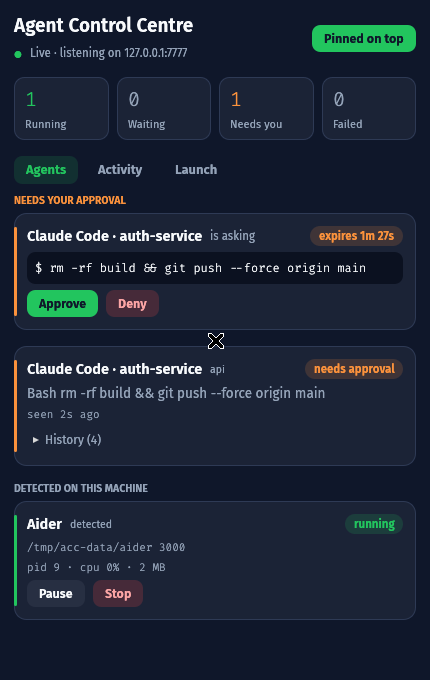 Agent Control Centre
Live · listening on 127.0.0.1:7777
Pinned on top
1 0 1 0
Running Waiting Needs you Failed
Agents Activity Launch
NEEDS YOUR APPROVAL
Claude Code · auth-service is asking expires 1m 27s
$ rm -rf build && git push --force origin main
Approve Deny
Claude Code · auth-service api needs approval
Bash rm -rf build && git push --force origin main
seen 2s ago
▸ History (4)
DETECTED ON THIS MACHINE
Aider detected running
/tmp/acc-data/aider 3000
pid 9 · cpu 0% · 2 MB
Pause Stop